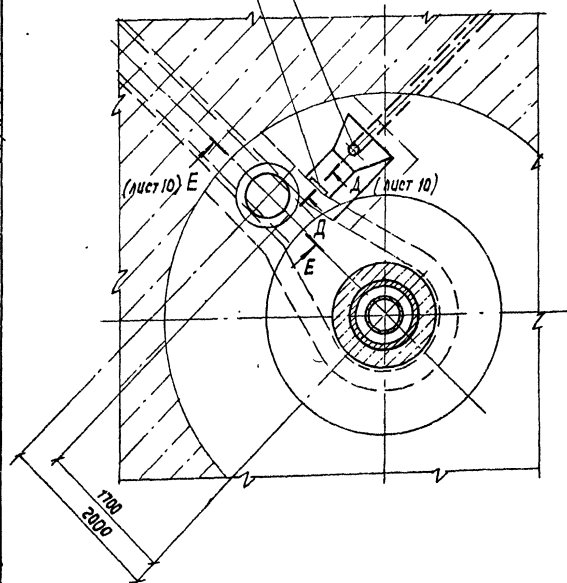 (лист 10) Е
Д (лист 10)
Д
Е
1700
2000